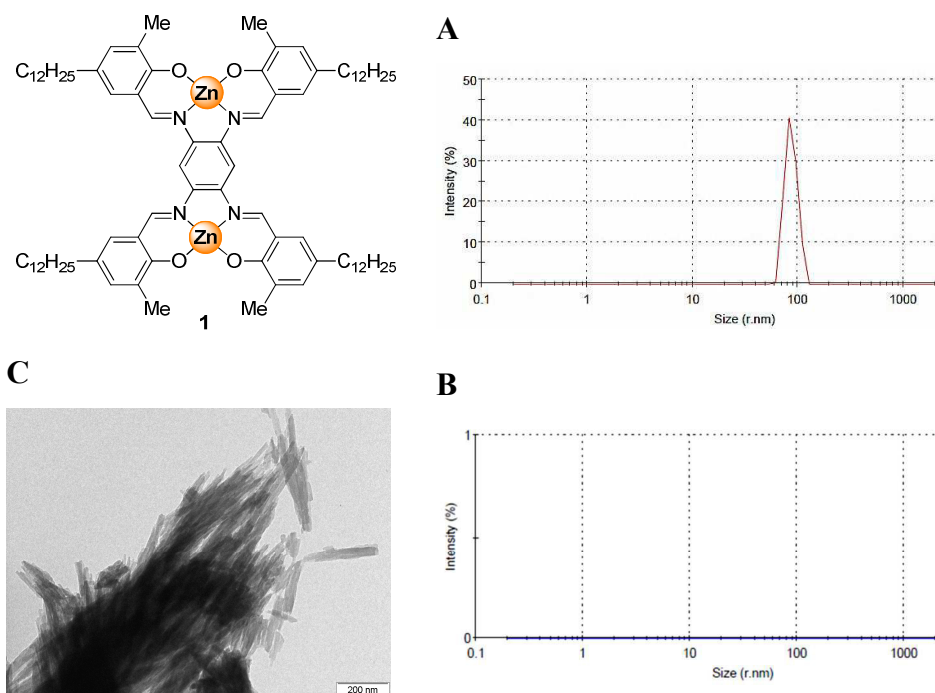 Me Me
C12H25 O O C12H25
Zn
N N
N N
Zn
C12H25 O O C12H25
Me Me
1
A
50
40
30
20
10
0
Intensity (%)
0.1 1 10 100 1000
Size (r.nm)
C
200 nm
B
1
0
Intensity (%)
0.1 1 10 100 1000
Size (r.nm)